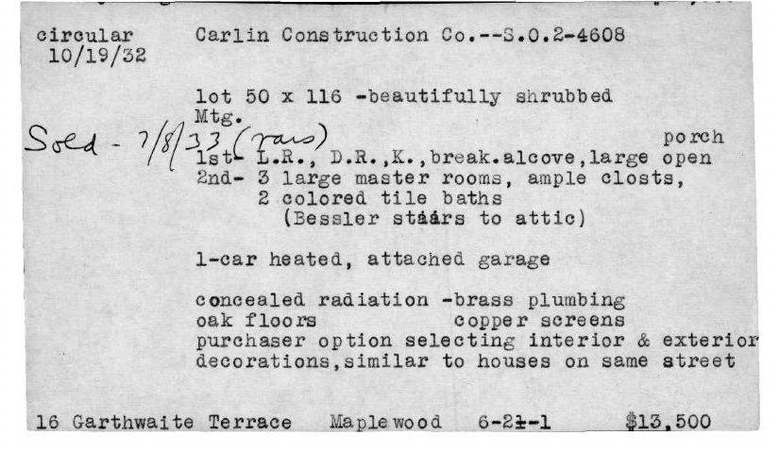 circular Carlin Construction Co.--S.O.2-4608
10/19/32
lot 50 x 116 -beautifully shrubbed
Mtg.
Sold - 7/8/33 (rais)
porch
1st- L.R., D.R.,K.,break.alcove,large open
2nd- 3 large master rooms, ample closts,
2 colored tile baths
(Bessler stairs to attic)
1-car heated, attached garage
concealed radiation -brass plumbing
oak floors copper screens
purchaser option selecting interior & exterior
decorations,similar to houses on same street
16 Garthwaite Terrace Maplewood 6-21-1 $13,500